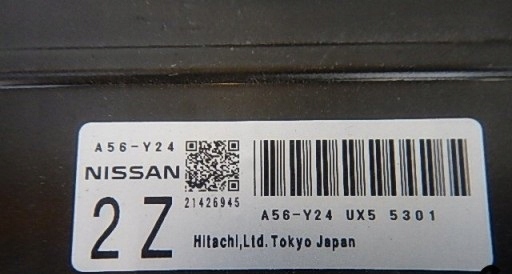 A56-Y24
NISSAN
21426945
A56-Y24 UX5 5301
2Z
Hitachi,Ltd.Tokyo Japan